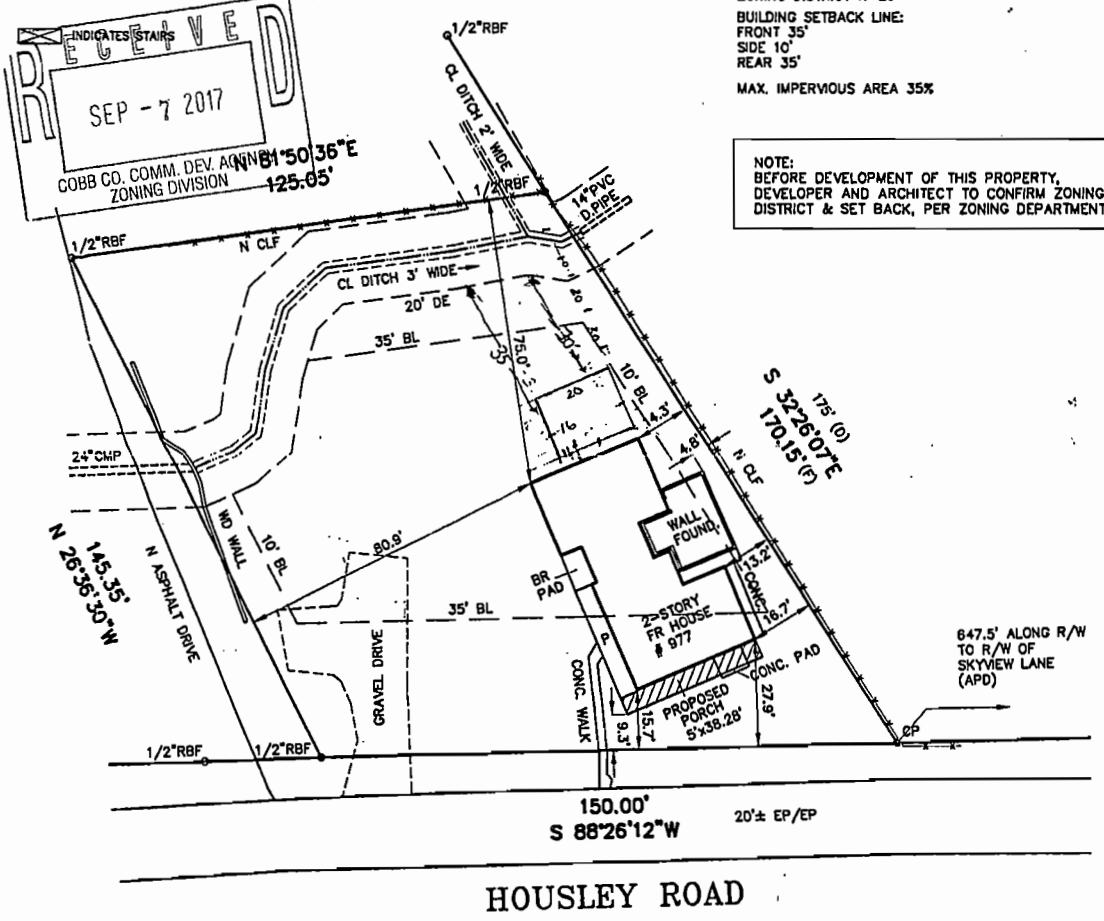 INDICATES STAIRS
RECEIVED
SEP - 7 2017
COBB CO. COMM. DEV. AGENCY
ZONING DIVISION
BUILDING SETBACK LINE:
FRONT 35'
SIDE 10'
REAR 35'
MAX. IMPERVIOUS AREA 35%
NOTE:
BEFORE DEVELOPMENT OF THIS PROPERTY,
DEVELOPER AND ARCHITECT TO CONFIRM ZONING
DISTRICT & SET BACK, PER ZONING DEPARTMENT
1/2"RBF
CL DITCH 2' WIDE
N 81°50'36"E
125.05'
1/2"RBF
14"PVC
D.PIPE
1/2"RBF
N CLF
CL DITCH 3' WIDE
20' DE
35' BL
35
75.0'
10' BL
20
16
4.3'
4.8'
175' (D)
S 32°26'07"E
170.15' (F)
N CLF
24"CMP
WD WALL
10' BL
80.9'
WALL
FOUND.
145.35'
N 26°36'30"W
N ASPHALT DRIVE
BR
PAD
13.2'
CONC.
16.7'
35' BL
2-STORY
FR HOUSE
# 977
P
GRAVEL DRIVE
CONC. WALK
CONC. PAD
PROPOSED
PORCH
5'x38.28'
9.3'
15.7'
27.9'
647.5' ALONG R/W
TO R/W OF
SKYVIEW LANE
(APD)
CP
1/2"RBF
1/2"RBF
150.00'
S 88°26'12"W
20'± EP/EP
HOUSLEY ROAD